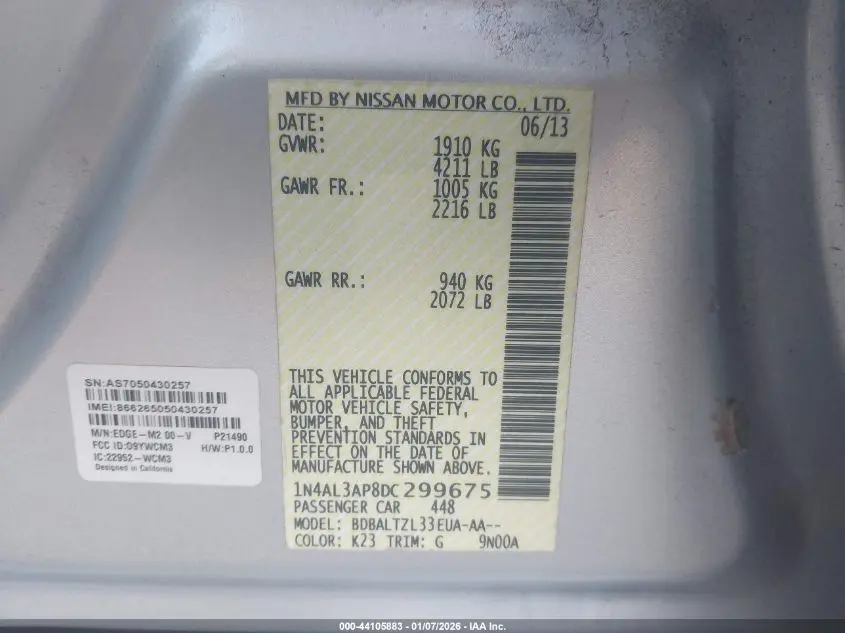 MFD BY NISSAN MOTOR CO., LTD.
DATE: 06/13
GVWR: 1910 KG
4211 LB
GAWR FR.: 1005 KG
2216 LB
GAWR RR.: 940 KG
2072 LB
THIS VEHICLE CONFORMS TO
ALL APPLICABLE FEDERAL
MOTOR VEHICLE SAFETY,
BUMPER, AND THEFT
PREVENTION STANDARDS IN
EFFECT ON THE DATE OF
MANUFACTURE SHOWN ABOVE.
1N4AL3AP8DC299675
PASSENGER CAR 448
MODEL: BDBALTZL33EUA-AA--
COLOR: K23 TRIM: G 9N00A
SN:AS7050430257
IMEI:866265050430257
M/N:EDGE-M2 00-V P21490
FCC ID:O9YWCM3 H/W:P1.0.0
IC:22952-WCM3
Designed in California
000-44105883 - 01/07/2026 - IAA Inc.